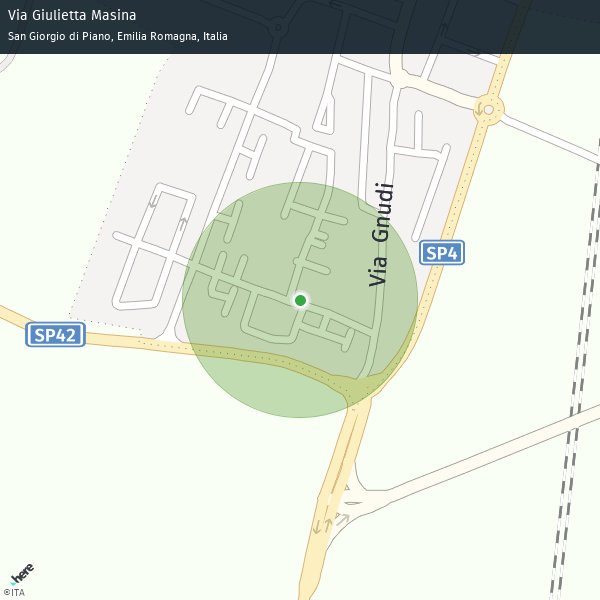 Via Giulietta Masina
San Giorgio di Piano, Emilia Romagna, Italia
Via Gnudi
SP4
SP42
here
©ITA